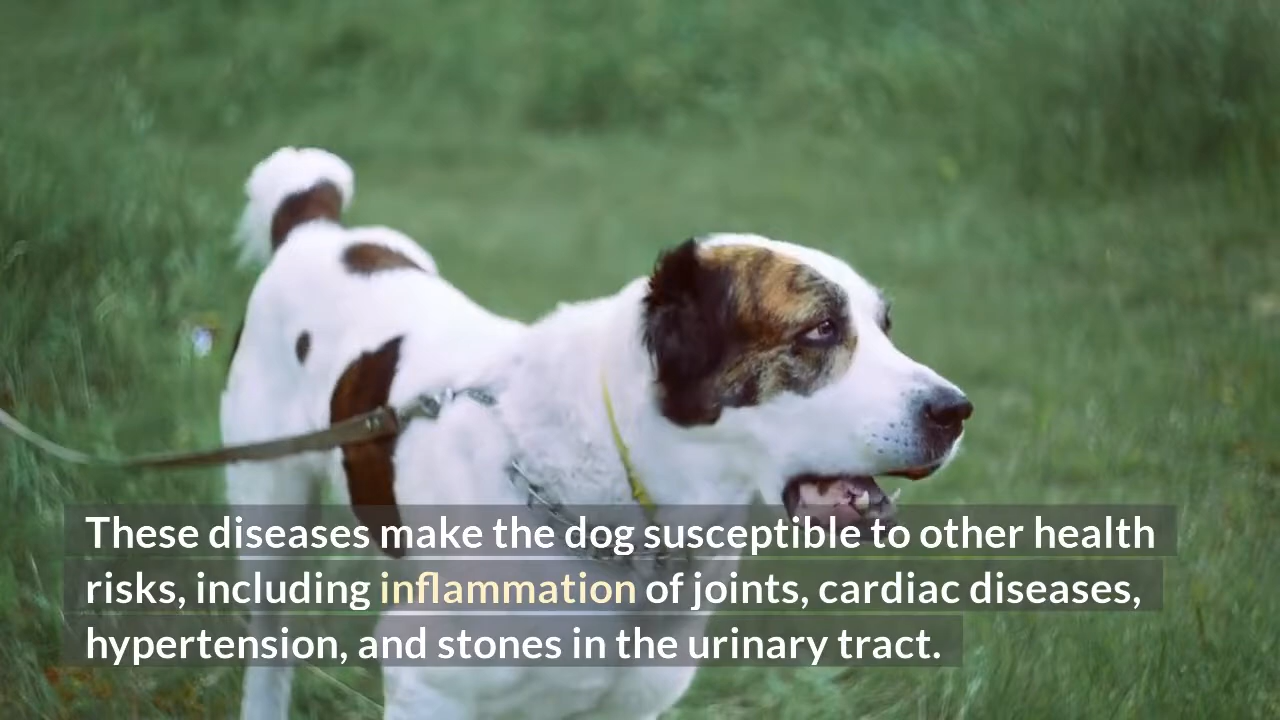 These diseases make the dog susceptible to other health
risks, including inflammation of joints, cardiac diseases,
hypertension, and stones in the urinary tract.